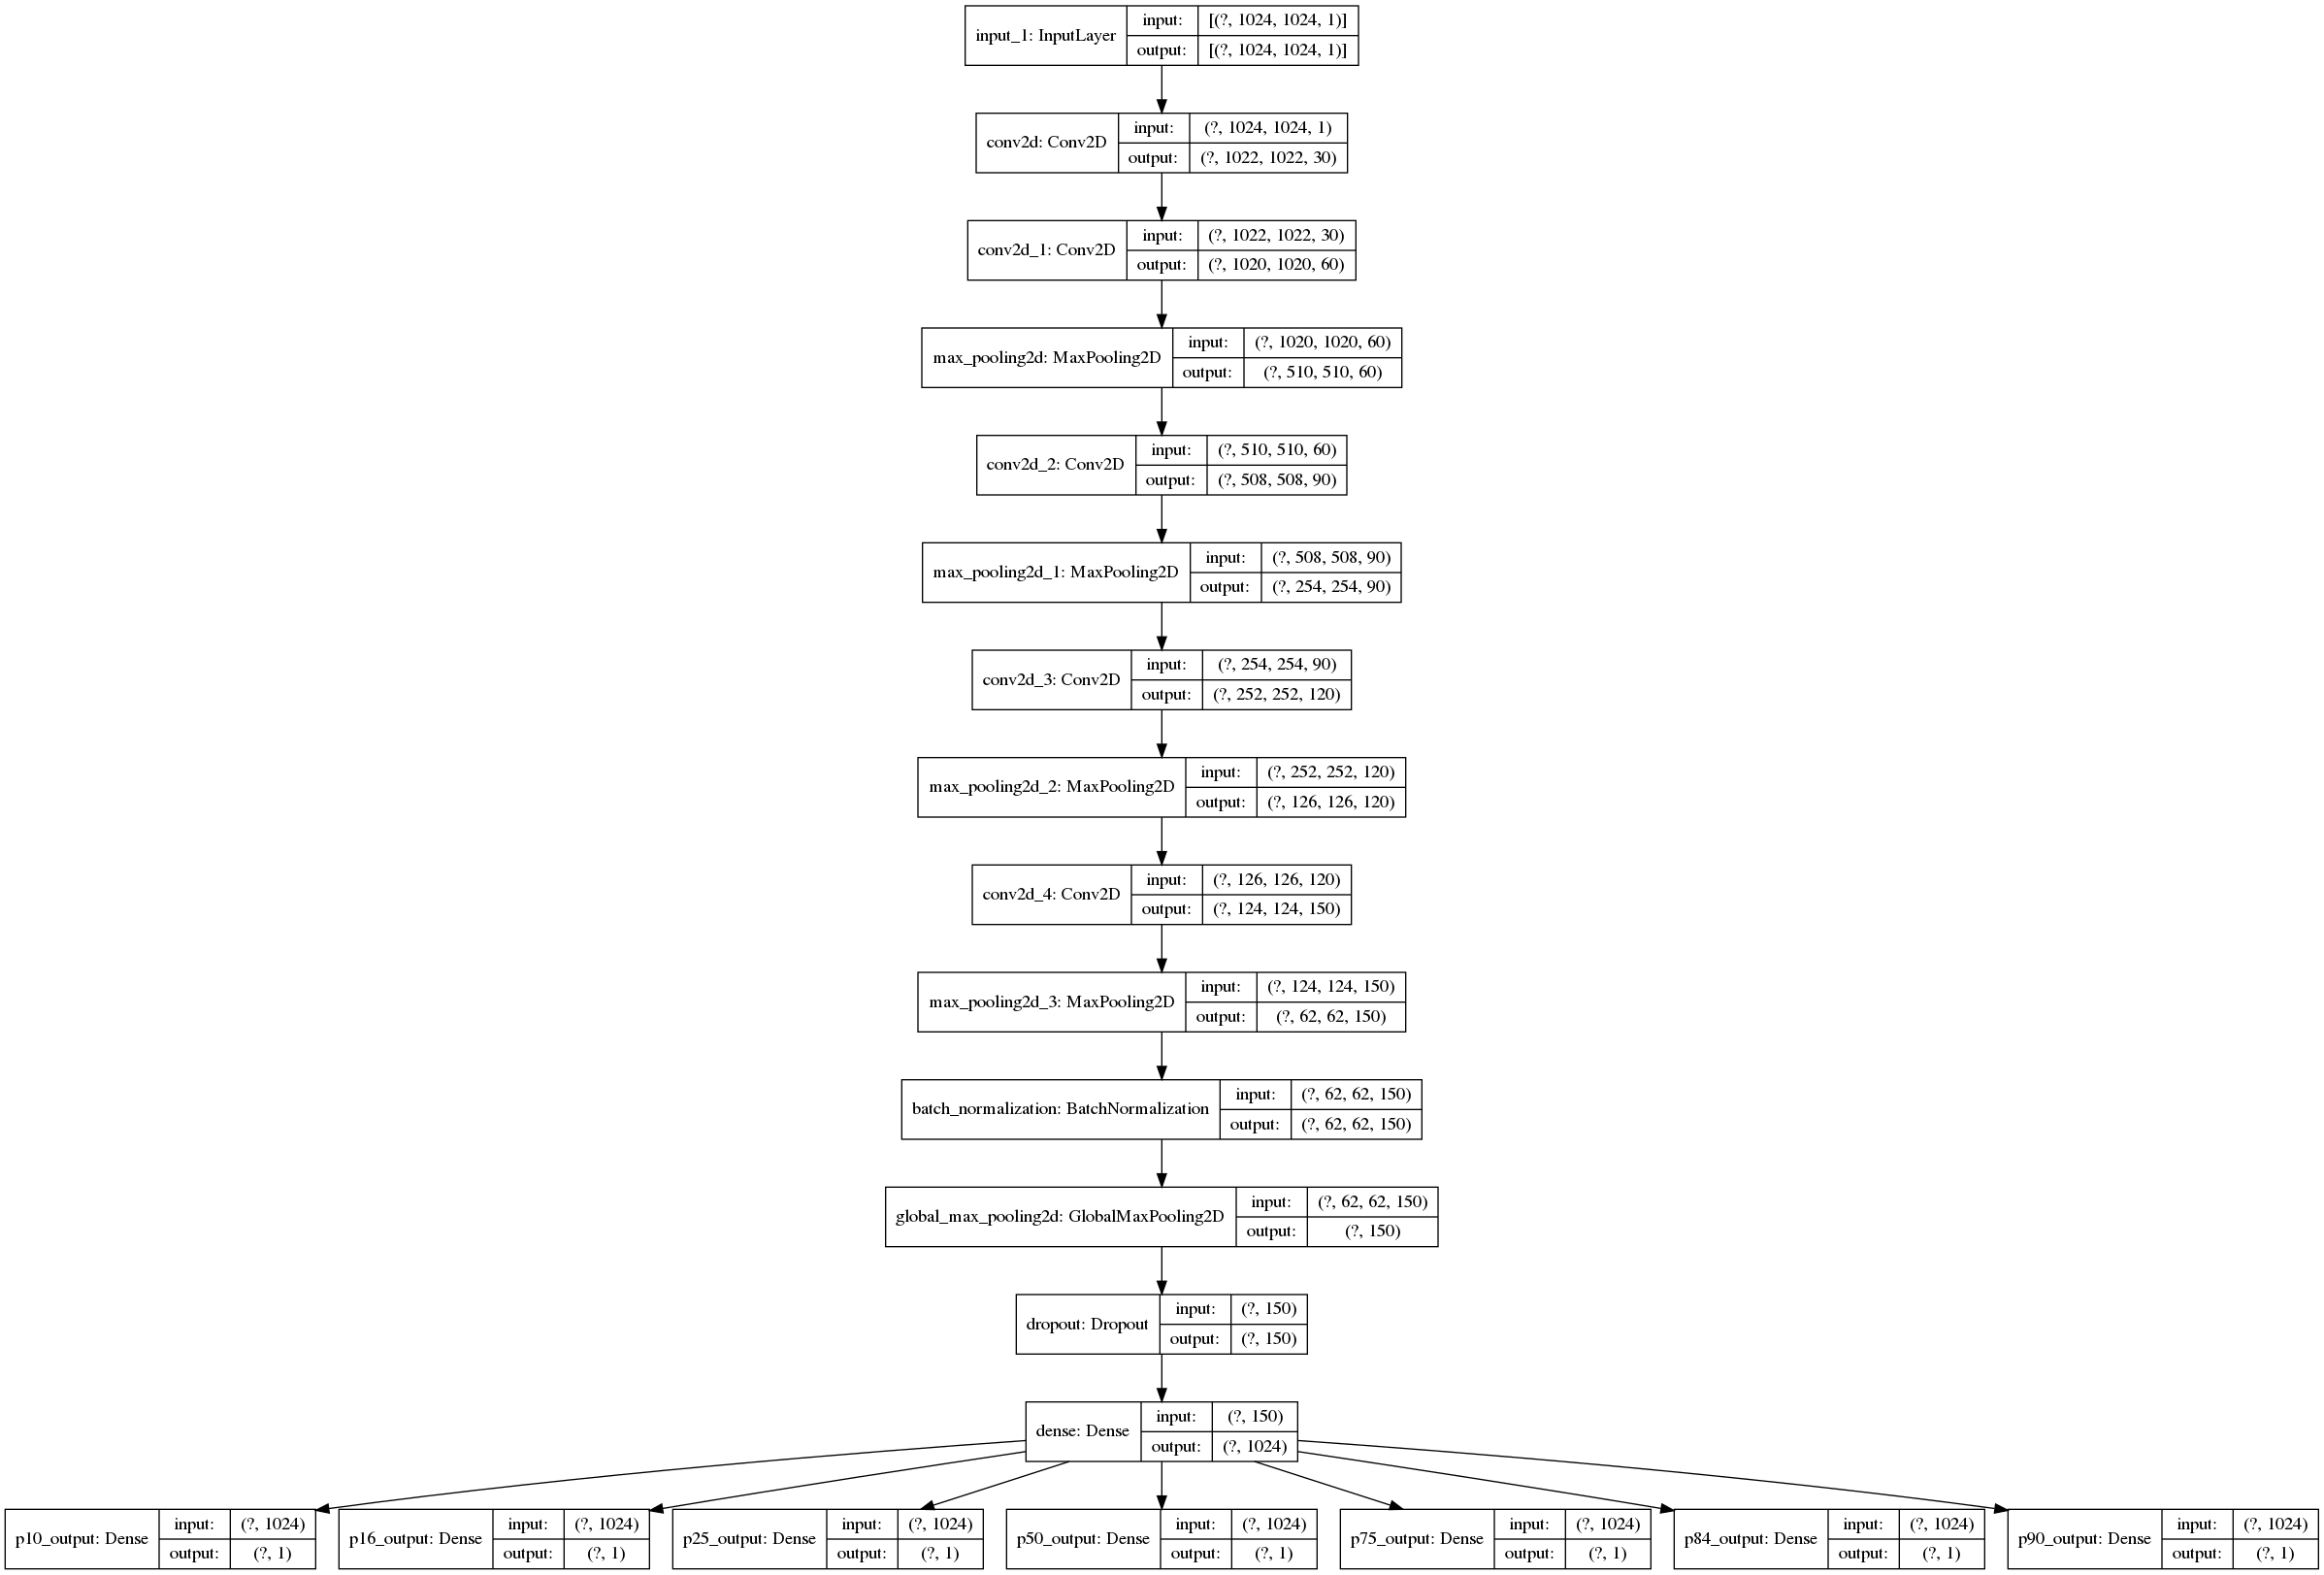 input_1: InputLayer
input: [(?, 1024, 1024, 1)]
output: [(?, 1024, 1024, 1)]
conv2d: Conv2D
input: (?, 1024, 1024, 1)
output: (?, 1022, 1022, 30)
conv2d_1: Conv2D
input: (?, 1022, 1022, 30)
output: (?, 1020, 1020, 60)
max_pooling2d: MaxPooling2D
input: (?, 1020, 1020, 60)
output: (?, 510, 510, 60)
conv2d_2: Conv2D
input: (?, 510, 510, 60)
output: (?, 508, 508, 90)
max_pooling2d_1: MaxPooling2D
input: (?, 508, 508, 90)
output: (?, 254, 254, 90)
conv2d_3: Conv2D
input: (?, 254, 254, 90)
output: (?, 252, 252, 120)
max_pooling2d_2: MaxPooling2D
input: (?, 252, 252, 120)
output: (?, 126, 126, 120)
conv2d_4: Conv2D
input: (?, 126, 126, 120)
output: (?, 124, 124, 150)
max_pooling2d_3: MaxPooling2D
input: (?, 124, 124, 150)
output: (?, 62, 62, 150)
batch_normalization: BatchNormalization
input: (?, 62, 62, 150)
output: (?, 62, 62, 150)
global_max_pooling2d: GlobalMaxPooling2D
input: (?, 62, 62, 150)
output: (?, 150)
dropout: Dropout
input: (?, 150)
output: (?, 150)
dense: Dense
input: (?, 150)
output: (?, 1024)
p10_output: Dense
input: (?, 1024)
output: (?, 1)
p16_output: Dense
input: (?, 1024)
output: (?, 1)
p25_output: Dense
input: (?, 1024)
output: (?, 1)
p50_output: Dense
input: (?, 1024)
output: (?, 1)
p75_output: Dense
input: (?, 1024)
output: (?, 1)
p84_output: Dense
input: (?, 1024)
output: (?, 1)
p90_output: Dense
input: (?, 1024)
output: (?, 1)